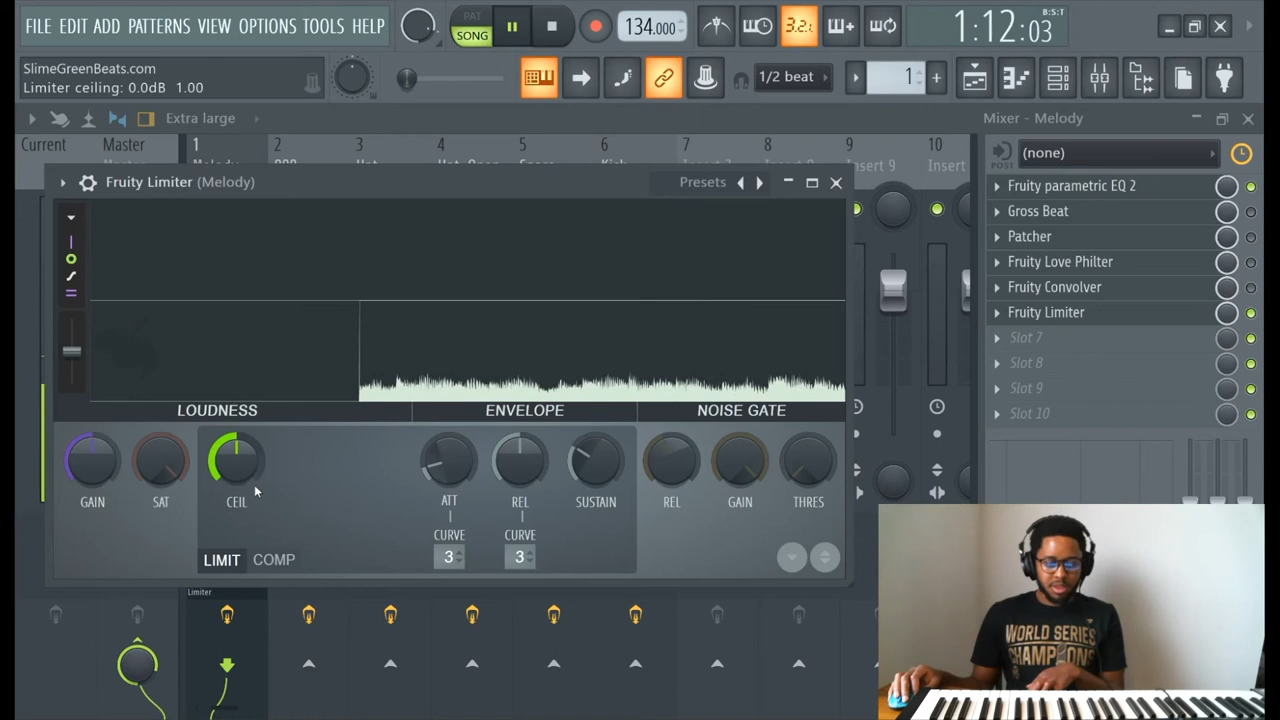 FILE EDIT ADD PATTERNS VIEW OPTIONS TOOLS HELP
PAT
SONG
134.000
3.2.
B:S:T
1:12:03
SlimeGreenBeats.com
Limiter ceiling: 0.0dB 1.00
1/2 beat
1
Extra large
Mixer - Melody
Current
Master
1
2
3
4
5
6
7
8
9
10
Insert 9
Insert
POST
(none)
Fruity Limiter (Melody)
Presets
Fruity parametric EQ 2
Gross Beat
Patcher
Fruity Love Philter
Fruity Convolver
Fruity Limiter
Slot 7
Slot 8
Slot 9
Slot 10
LOUDNESS
ENVELOPE
NOISE GATE
GAIN
SAT
CEIL
ATT
REL
SUSTAIN
REL
GAIN
THRES
CURVE
CURVE
3
3
LIMIT
COMP
Limiter
WORLD SERIES
CHAMPIONS